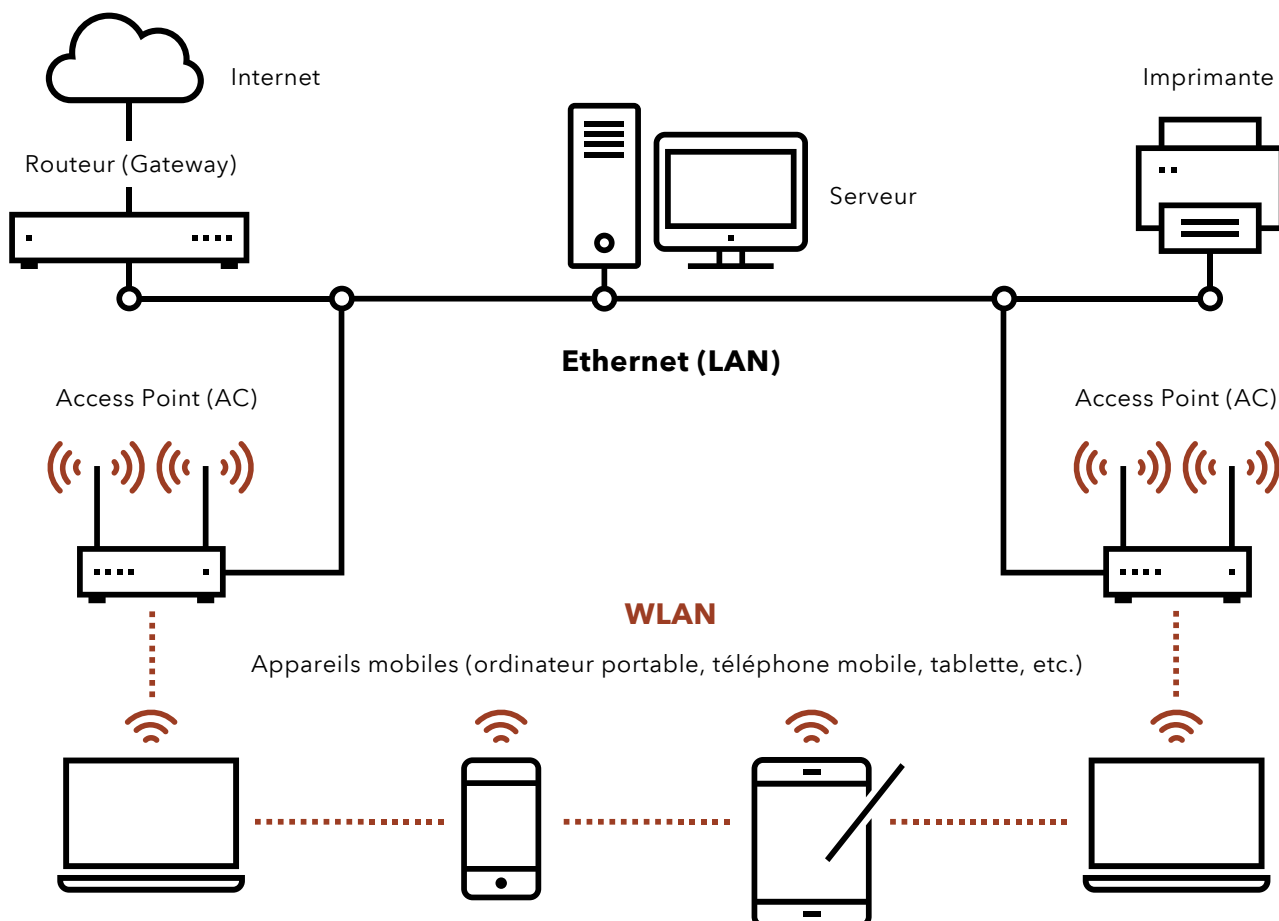 Internet
Imprimante
Routeur (Gateway)
Serveur
Ethernet (LAN)
Access Point (AC)
Access Point (AC)
WLAN
Appareils mobiles (ordinateur portable, téléphone mobile, tablette, etc.)